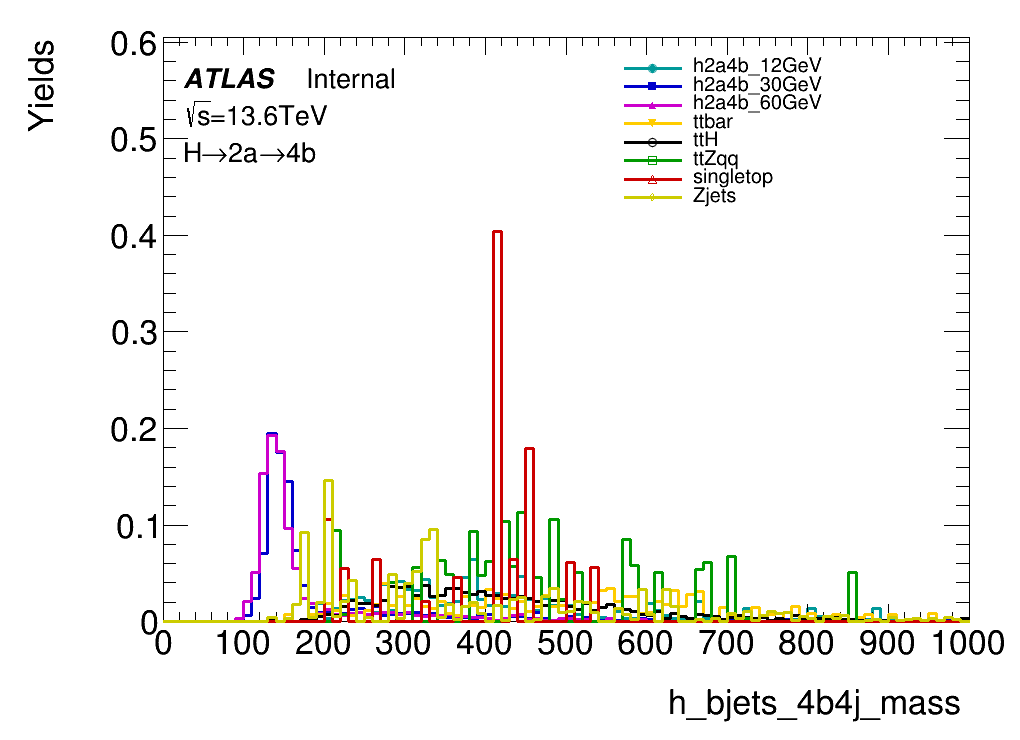 Yields
0.6
0.5
0.4
0.3
0.2
0.1
0
ATLAS Internal
√s=13.6TeV
H→2a→4b
h2a4b_12GeV
h2a4b_30GeV
h2a4b_60GeV
ttbar
ttH
ttZqq
singletop
Zjets
0 100 200 300 400 500 600 700 800 900 1000
h_bjets_4b4j_mass